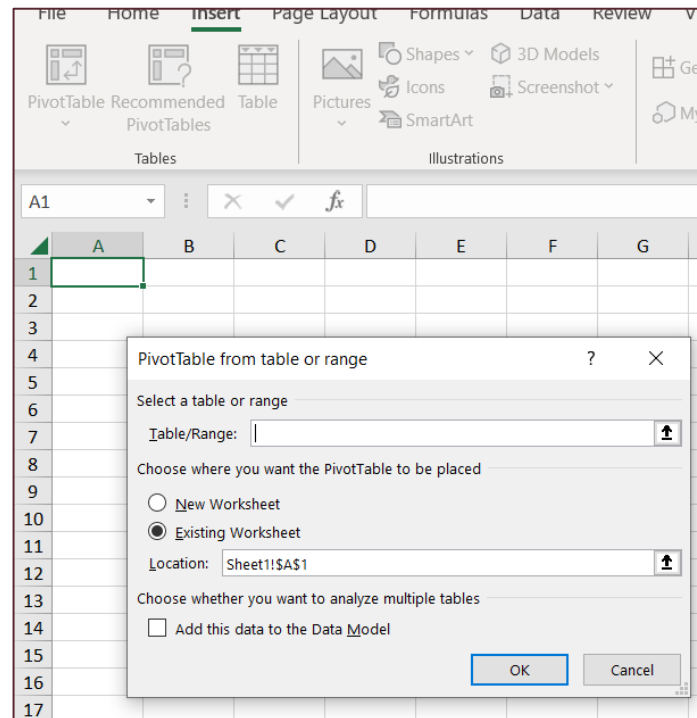 File Home Insert Page Layout Formulas Data Review
Shapes 3D Models
Icons Screenshot
PivotTable Recommended PivotTables Table Pictures
SmartArt
Tables Illustrations
A1 fx
A B C D E F G
1
2
3
4
5
6
7
8
9
10
11
12
13
14
15
16
17
PivotTable from table or range ?
Select a table or range
Table/Range:
Choose where you want the PivotTable to be placed
New Worksheet
Existing Worksheet
Location: Sheet1!$A$1
Choose whether you want to analyze multiple tables
Add this data to the Data Model
OK Cancel